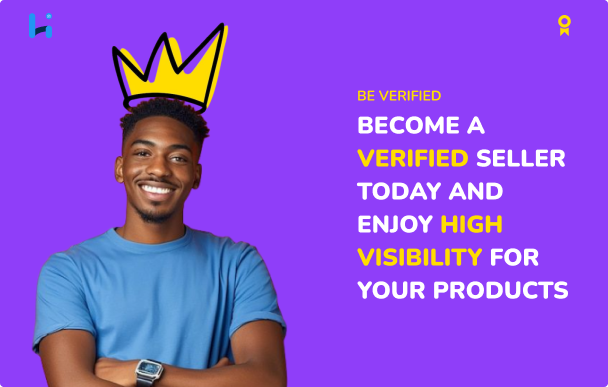 BE VERIFIED
BECOME A
VERIFIED SELLER
TODAY AND
ENJOY HIGH
VISIBILITY FOR
YOUR PRODUCTS